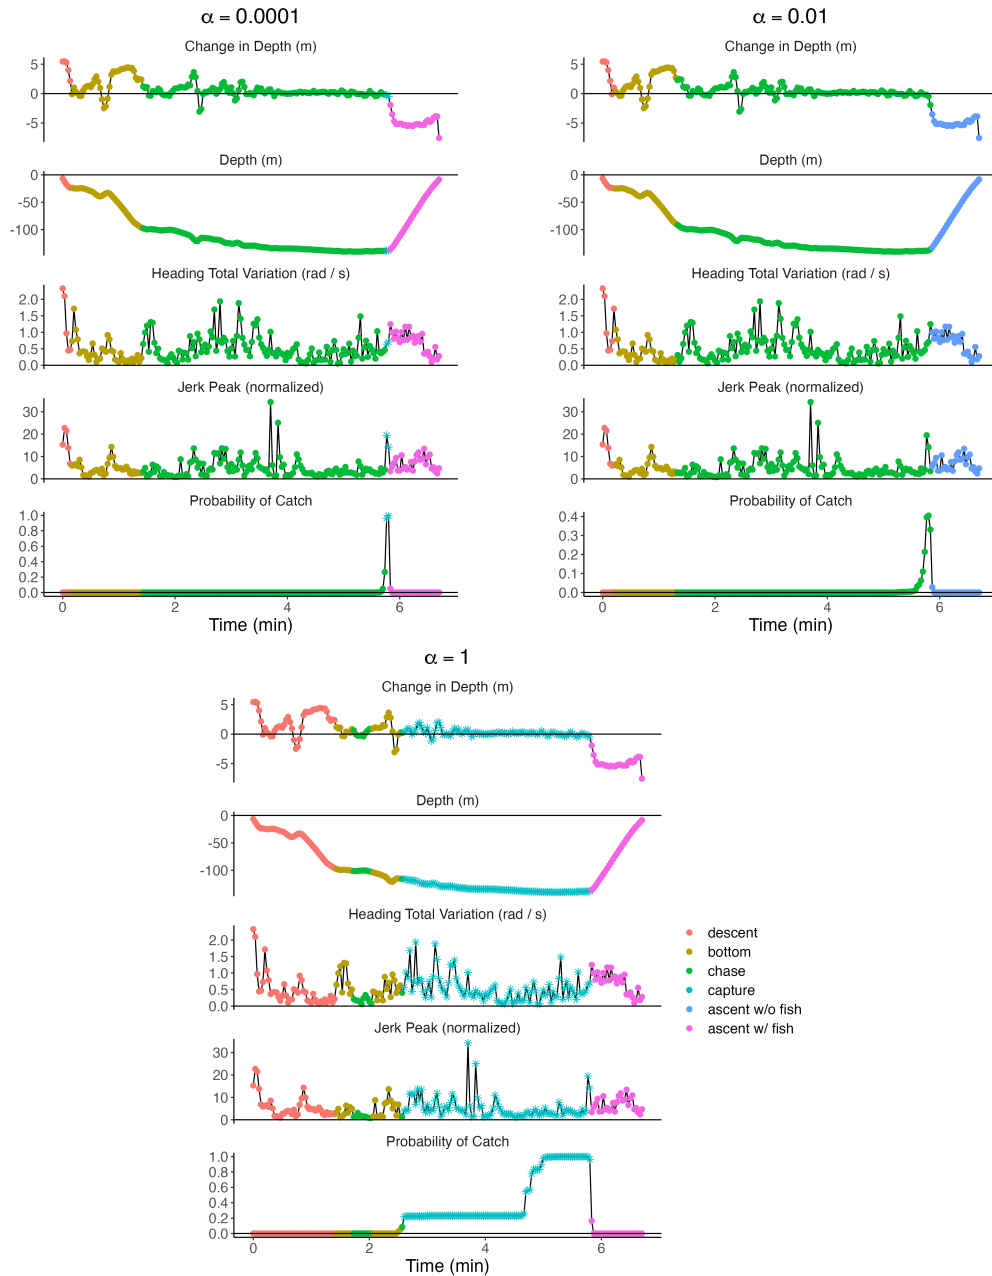 α = 0.0001
Change in Depth (m)
5
0
-5
Depth (m)
0
-50
-100
Heading Total Variation (rad / s)
2.0
1.5
1.0
0.5
0.0
Jerk Peak (normalized)
30
20
10
0
Probability of Catch
1.0
0.8
0.6
0.4
0.2
0.0
0 2 4 6
Time (min)
α = 0.01
Change in Depth (m)
5
0
-5
Depth (m)
0
-50
-100
Heading Total Variation (rad / s)
2.0
1.5
1.0
0.5
0.0
Jerk Peak (normalized)
30
20
10
0
Probability of Catch
0.4
0.3
0.2
0.1
0.0
0 2 4 6
Time (min)
α = 1
Change in Depth (m)
5
0
-5
Depth (m)
0
-50
-100
Heading Total Variation (rad / s)
2.0
1.5
1.0
0.5
0.0
Jerk Peak (normalized)
30
20
10
0
Probability of Catch
1.0
0.8
0.6
0.4
0.2
0.0
0 2 4 6
Time (min)
descent
bottom
chase
capture
ascent w/o fish
ascent w/ fish